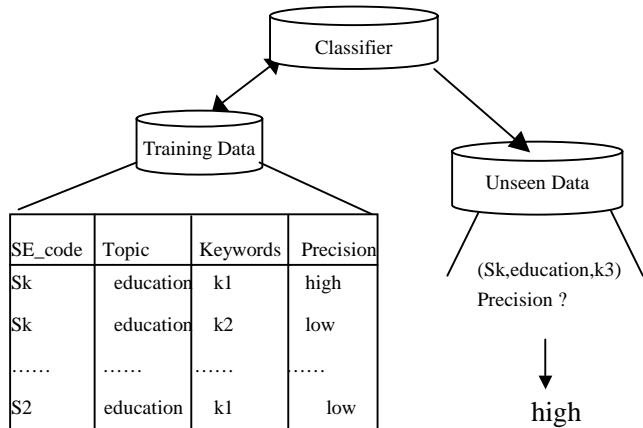 Classifier
Training Data
Unseen Data
SE_code Topic Keywords Precision
Sk education k1 high
Sk education k2 low
...... ...... ...... ......
S2 education k1 low
(Sk,education,k3)
Precision ?
high